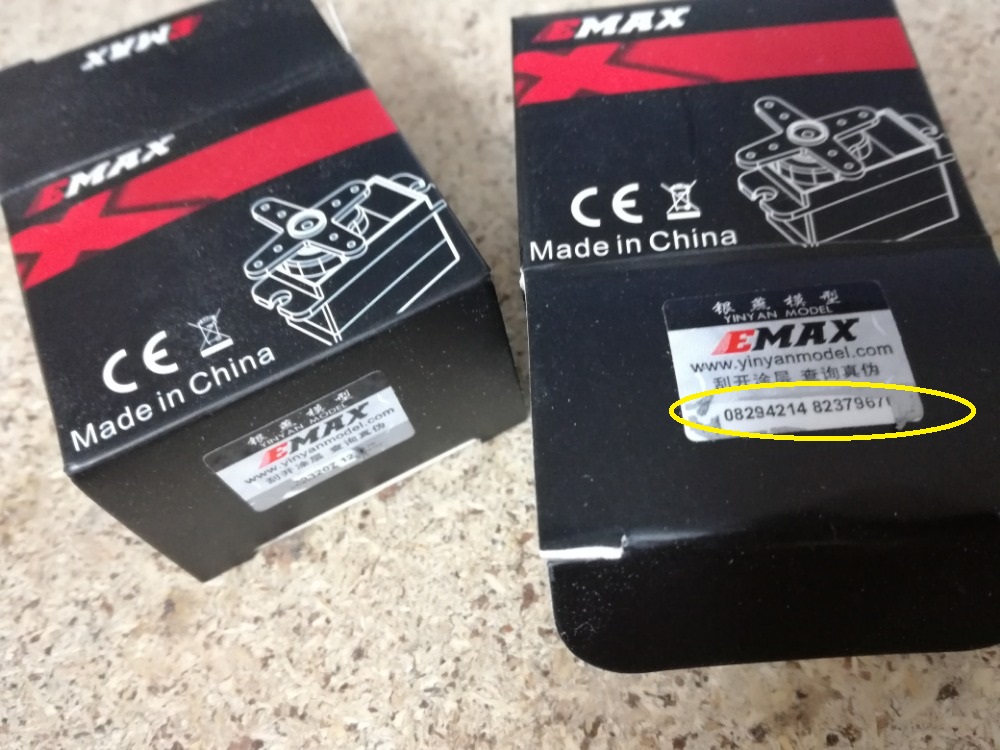 EMAX
EMAX
CE
Made in China
银燕模型
YINYAN MODEL
EMAX
www.yinyanmodel.com
刮开涂层 查询真伪
EMAX
CE
Made in China
银燕模型
YINYAN MODEL
EMAX
www.yinyanmodel.com
刮开涂层 查询真伪
08294214